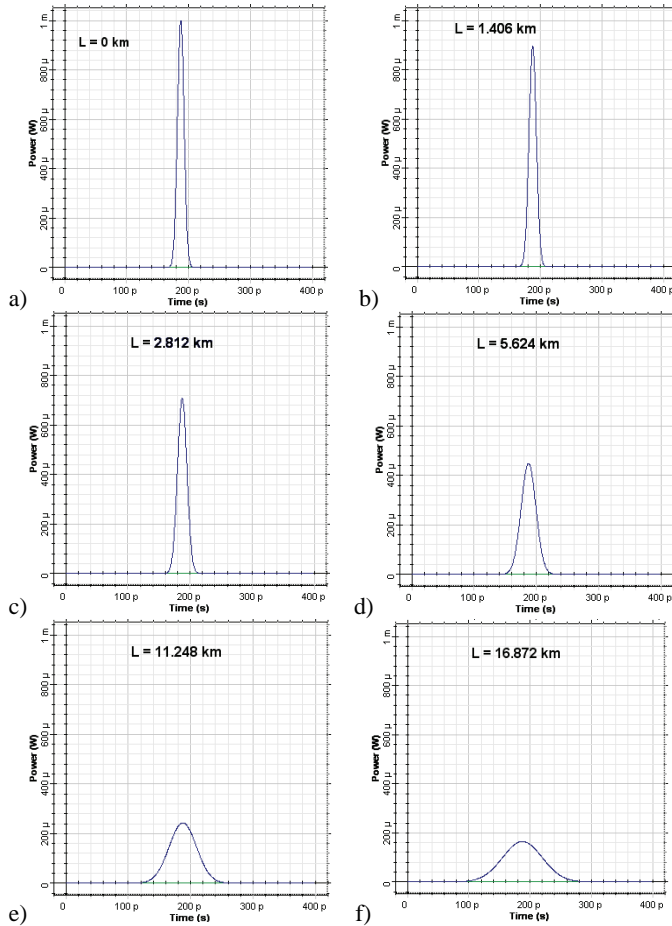 L = 0 km
Power (W)
1 m
800 µ
600 µ
400 µ
200 µ
0
0 100 p 200 p 300 p 400 p
Time (s)
a)
L = 1.406 km
Power (W)
1 m
800 µ
600 µ
400 µ
200 µ
0
0 100 p 200 p 300 p 400 p
Time (s)
b)
L = 2.812 km
Power (W)
1 m
800 µ
600 µ
400 µ
200 µ
0
0 100 p 200 p 300 p 400 p
Time (s)
c)
L = 5.624 km
Power (W)
1 m
800 µ
600 µ
400 µ
200 µ
0
0 100 p 200 p 300 p 400 p
Time (s)
d)
L = 11.248 km
Power (W)
1 m
800 µ
600 µ
400 µ
200 µ
0
0 100 p 200 p 300 p 400 p
Time (s)
e)
L = 16.872 km
Power (W)
1 m
800 µ
600 µ
400 µ
200 µ
0
0 100 p 200 p 300 p 400 p
Time (s)
f)